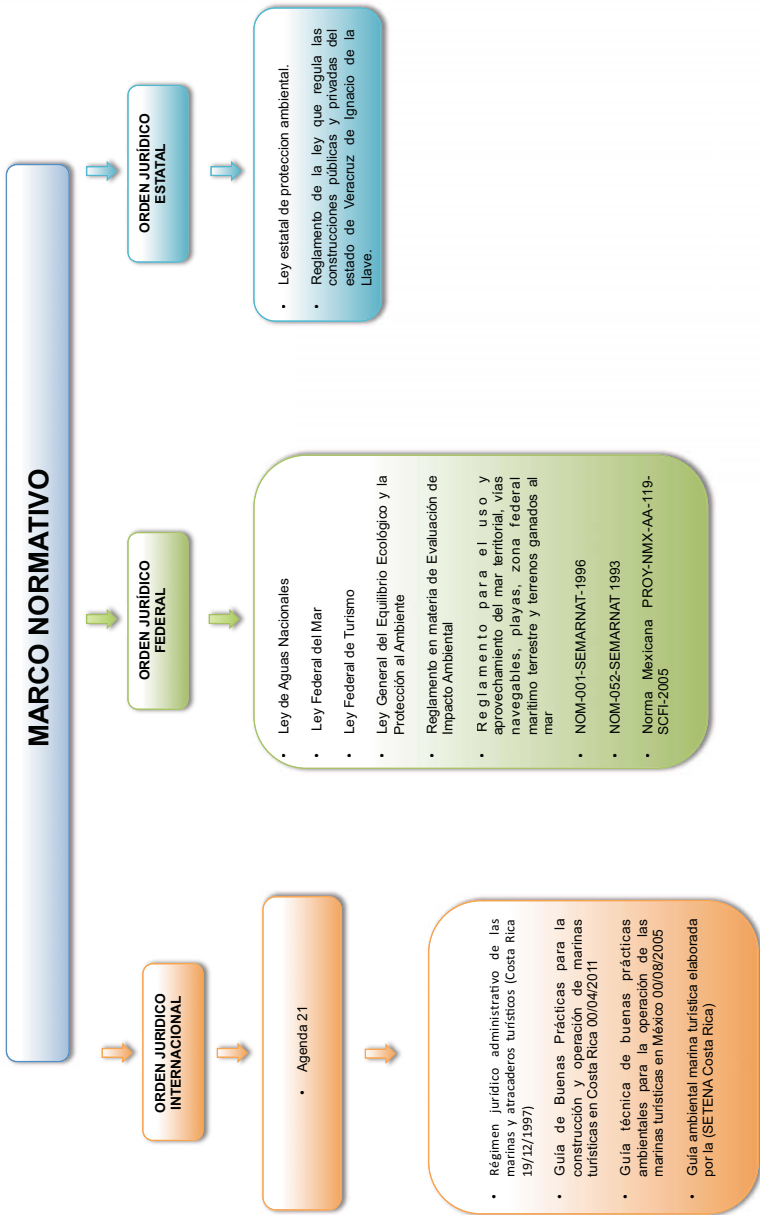 MARCO NORMATIVO
ORDEN JURIDICO
INTERNACIONAL
• Agenda 21
• Régimen jurídico administrativo de las
marinas y atracaderos turísticos (Costa Rica
19/12/1997)
• Guía de Buenas Prácticas para la
construcción y operación de marinas
turísticas en Costa Rica 00/04/2011
• Guía técnica de buenas prácticas
ambientales para la operación de las
marinas turísticas en México 00/08/2005
• Guía ambiental marina turística elaborada
por la (SETENA Costa Rica)
ORDEN JURÍDICO
FEDERAL
• Ley de Aguas Nacionales
• Ley Federal del Mar
• Ley Federal de Turismo
• Ley General del Equilibrio Ecológico y la
Protección al Ambiente
• Reglamento en materia de Evaluación de
Impacto Ambiental
• Reglamento para el uso y
aprovechamiento del mar territorial, vías
navegables, playas, zona federal
marítimo terrestre y terrenos ganados al
mar
• NOM-001-SEMARNAT-1996
• NOM-052-SEMARNAT 1993
• Norma Mexicana PROY-NMX-AA-119-
SCFI-2005
ORDEN JURÍDICO
ESTATAL
• Ley estatal de proteccion ambiental.
• Reglamento de la ley que regula las
construcciones públicas y privadas del
estado de Veracruz de Ignacio de la
Llave.